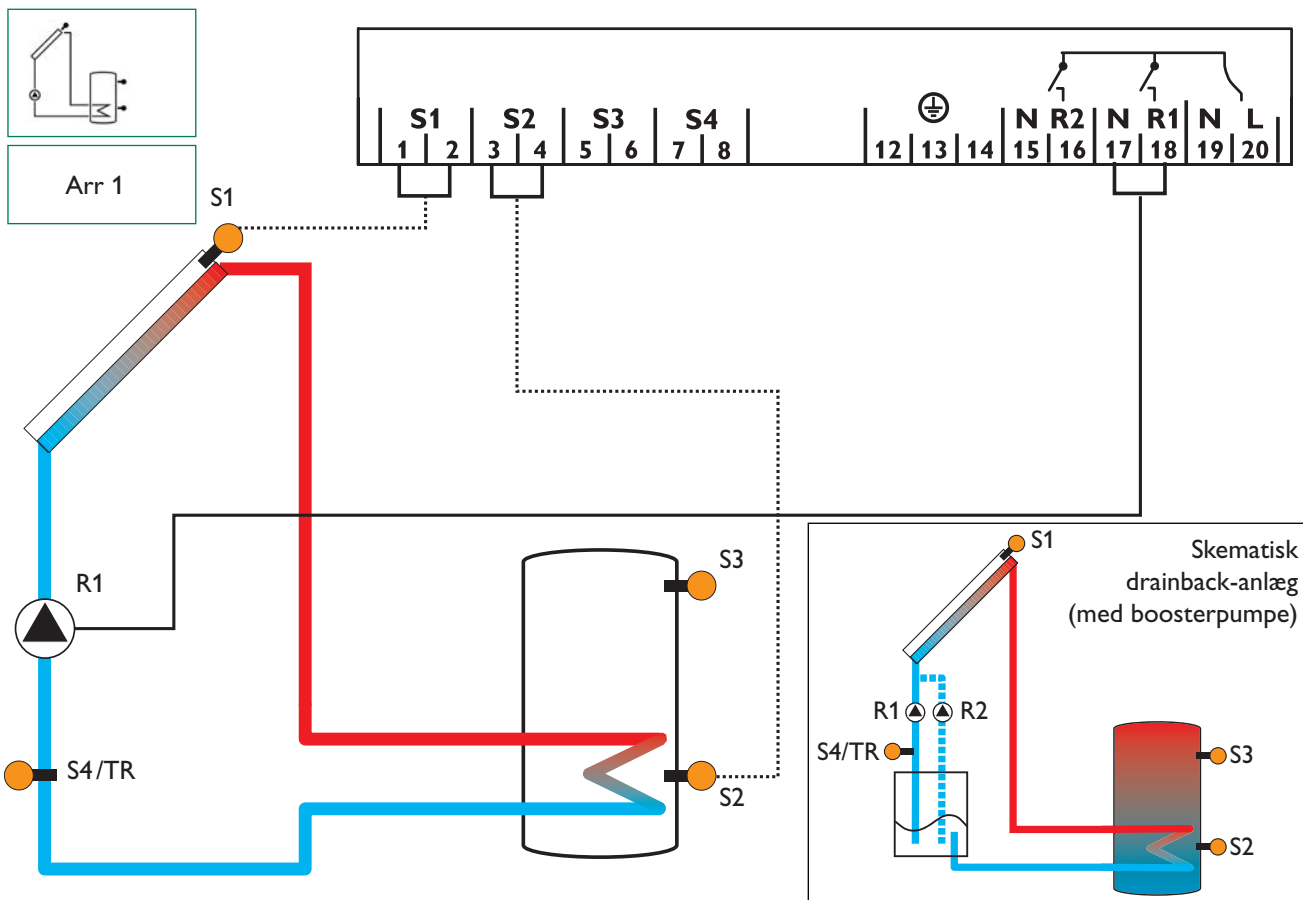 Arr 1
S1 S2 S3 S4 N R2 N R1 N L
1 2 3 4 5 6 7 8 12 13 14 15 16 17 18 19 20
S1
R1
S4/TR
S3
S2
Skematisk
drainback-anlæg
(med boosterpumpe)
S1
R1
R2
S4/TR
S3
S2